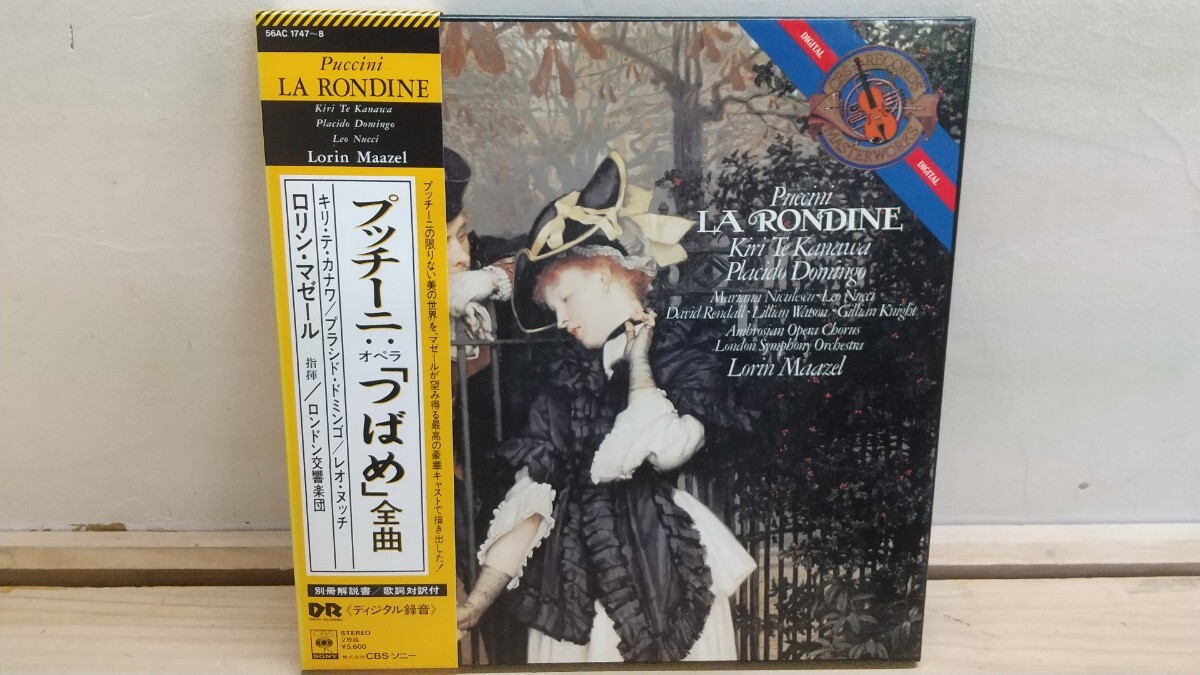 56AC 1747~8
Puccini
LA RONDINE
Kiri Te Kanawa
Placido Domingo
Leo Nucci
Lorin Maazel
プッチーニの限りない美の世界を、マゼールが望み得る最高の豪華キャストで描き出した!
プッチーニ:オペラ「つばめ」全曲
キリ・テ・カナワ/プラシド・ドミンゴ/レオ・ヌッチ
ロリン・マゼール 指揮/ロンドン交響楽団
別冊解説書/歌詞対訳付
DR《ディジタル録音》
DIGITAL RECORDING
CBS
SONY
STEREO
2枚組
¥5,600
株式会社CBS・ソニー
DIGITAL
CBS RECORDS
MASTERWORKS
DIGITAL
Puccini
LA RONDINE
Kiri Te Kanawa
Placido Domingo
Mariana Niculescu · Leo Nucci
David Rendall · Lillian Watson · Gillian Knight
Ambrosian Opera Chorus
London Symphony Orchestra
Lorin Maazel